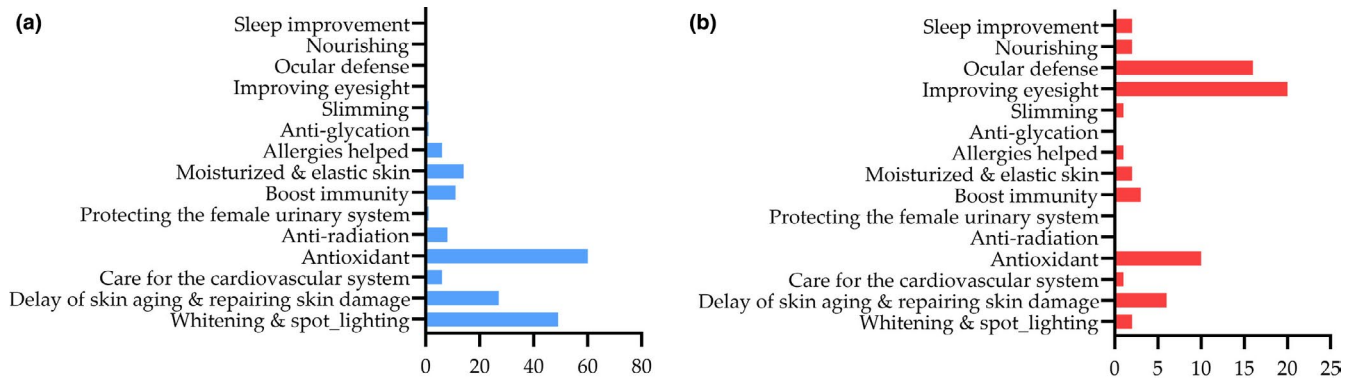 (a)
Sleep improvement
Nourishing
Ocular defense
Improving eyesight
Slimming
Anti-glycation
Allergies helped
Moisturized & elastic skin
Boost immunity
Protecting the female urinary system
Anti-radiation
Antioxidant
Care for the cardiovascular system
Delay of skin aging & repairing skin damage
Whitening & spot_lighting
0 20 40 60 80
(b)
Sleep improvement
Nourishing
Ocular defense
Improving eyesight
Slimming
Anti-glycation
Allergies helped
Moisturized & elastic skin
Boost immunity
Protecting the female urinary system
Anti-radiation
Antioxidant
Care for the cardiovascular system
Delay of skin aging & repairing skin damage
Whitening & spot_lighting
0 5 10 15 20 25